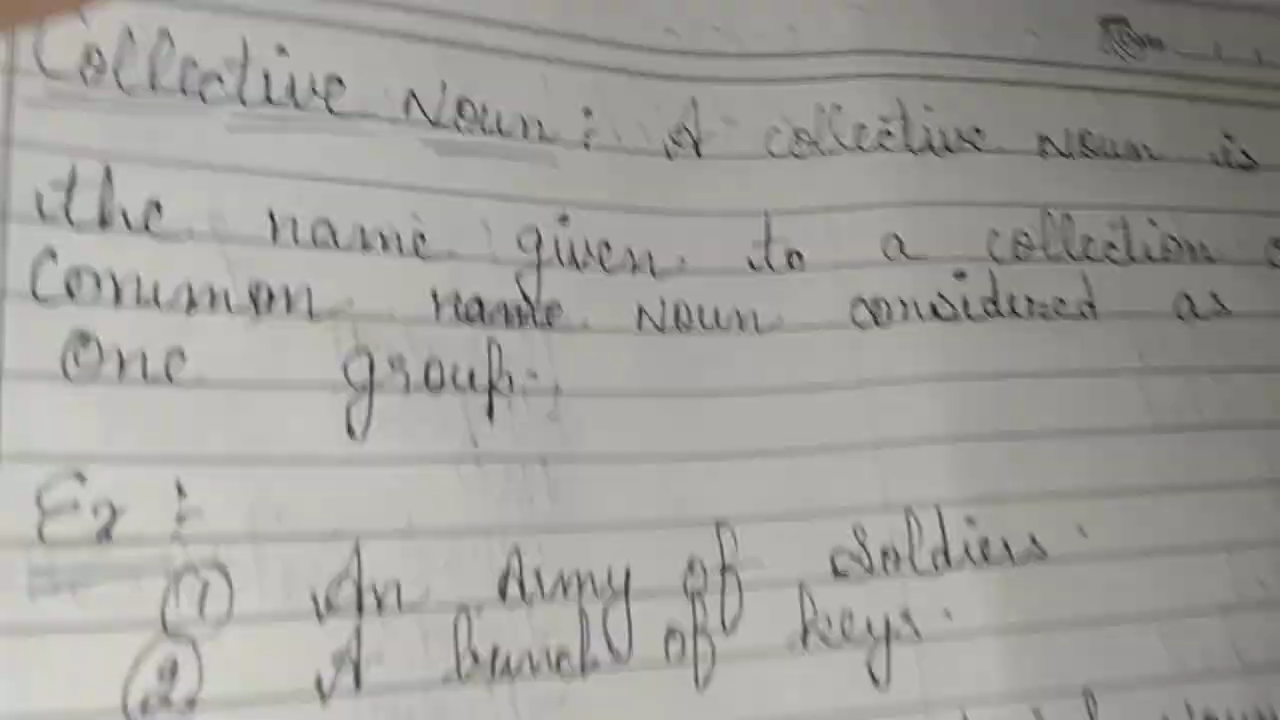 Collective Noun : A collective noun is
the name given to a collection
Common name noun considered as
one group.
Ex :
(1) An Army of Soldiers.
(2) A bunch of keys.